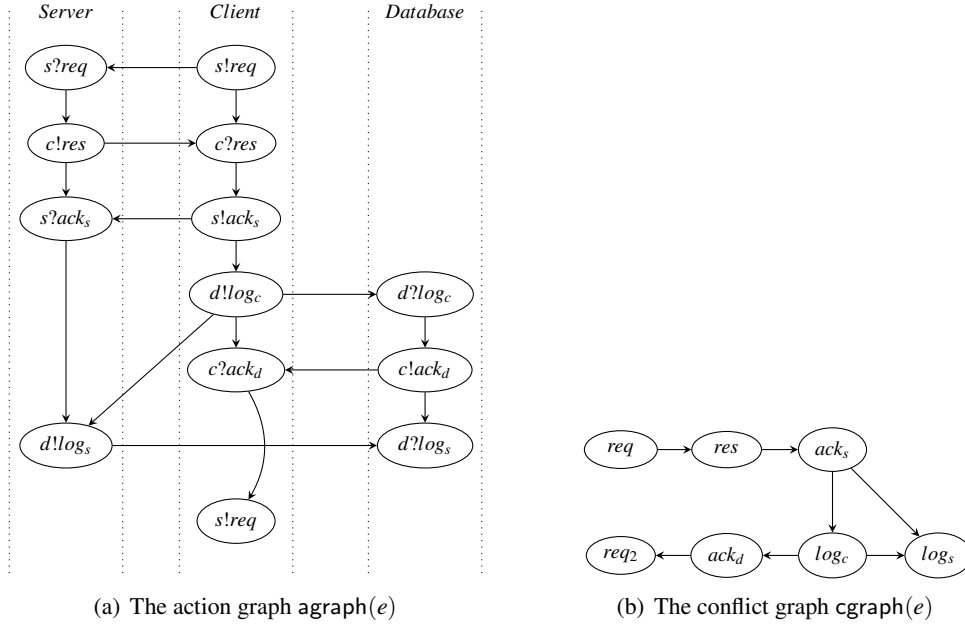 Server Client Database
s?req s!req
c!res c?res
s?ack_s s!ack_s
d!log_c d?log_c
c?ack_d c!ack_d
d!log_s d?log_s
s!req
req res ack_s
req_2 ack_d log_c log_s
(a) The action graph agraph(e)
(b) The conflict graph cgraph(e)